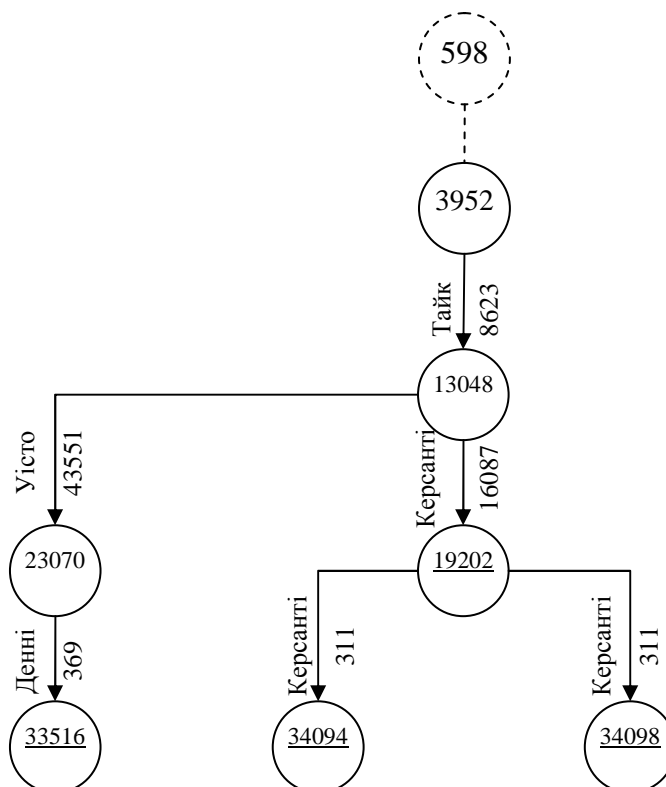 598
3952
Тайк
8623
13048
Уісто
43551
Керсанті
16087
23070
19202
Денні
369
Керсанті
311
Керсанті
311
33516
34094
34098